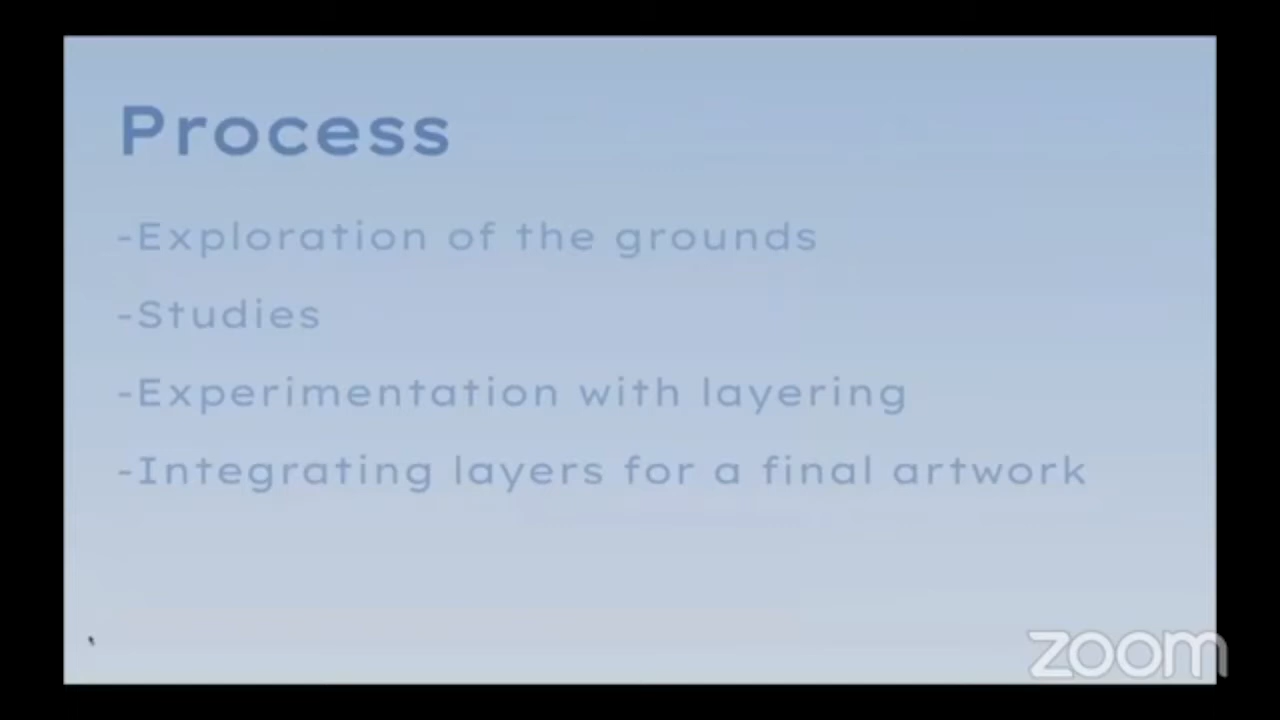 Process
-Exploration of the grounds
-Studies
-Experimentation with layering
-Integrating layers for a final artwork
zoom